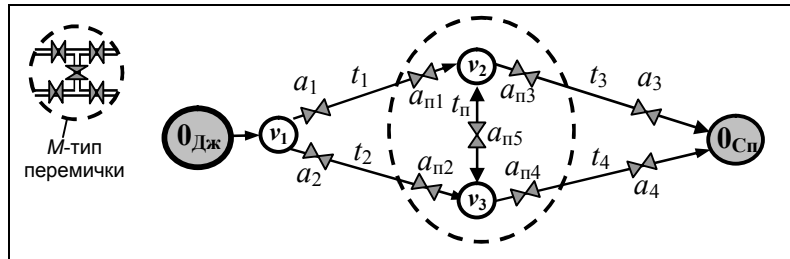 a1 t1 aп1 v2 aп3 t3 a3
tп
0Дж v1 aп5 0Сп
a2 t2 aп2 v3 aп4 t4 a4
М-тип
перемички